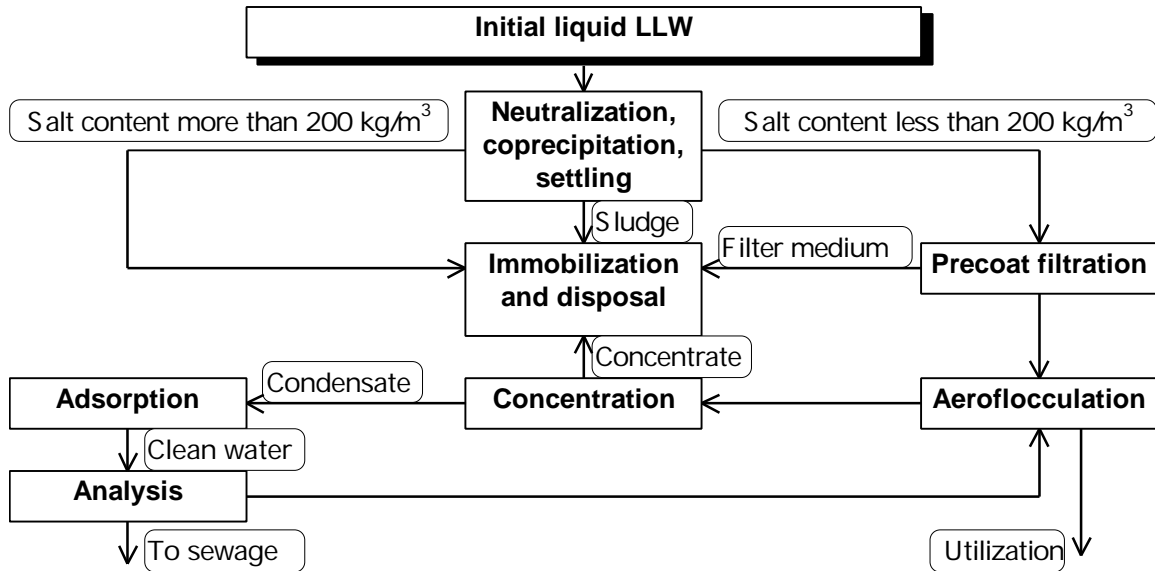 Initial liquid LLW
Salt content more than 200 kg/m³
Neutralization,
coprecipitation,
settling
Salt content less than 200 kg/m³
Sludge
Filter medium
Immobilization
and disposal
Precoat filtration
Concentrate
Condensate
Adsorption
Concentration
Aeroflocculation
Clean water
Analysis
To sewage
Utilization